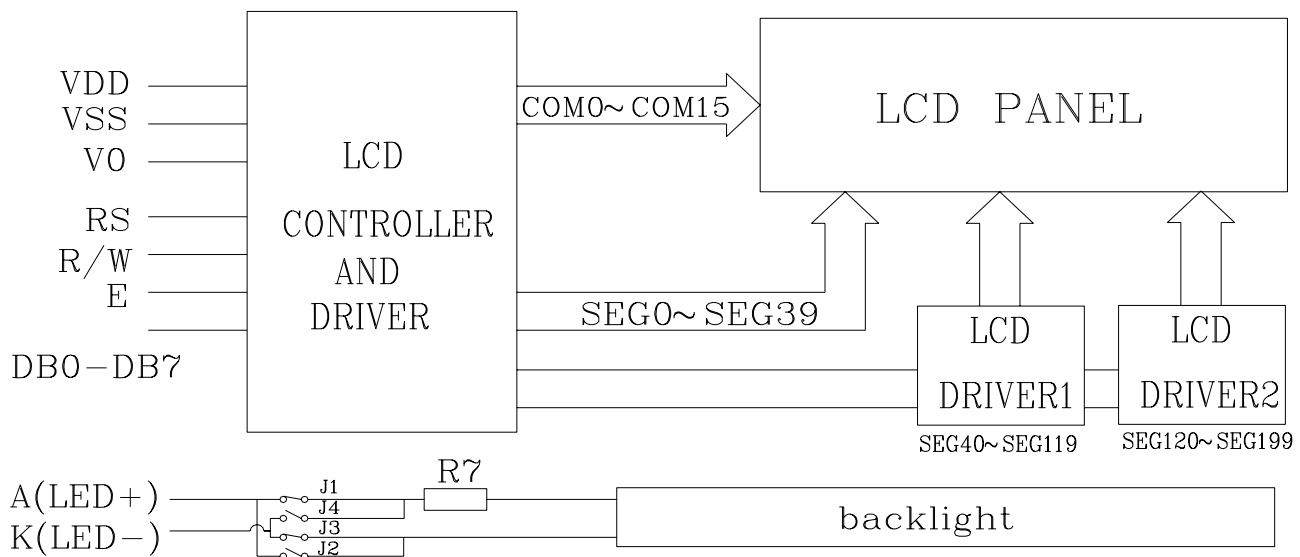 VDD
VSS
V0
RS
R/W
E
DB0-DB7
LCD
CONTROLLER
AND
DRIVER
COM0~COM15
LCD PANEL
SEG0~SEG39
LCD
DRIVER1
SEG40~SEG119
LCD
DRIVER2
SEG120~SEG199
A(LED+)
K(LED-)
J1
J4
J3
J2
R7
backlight